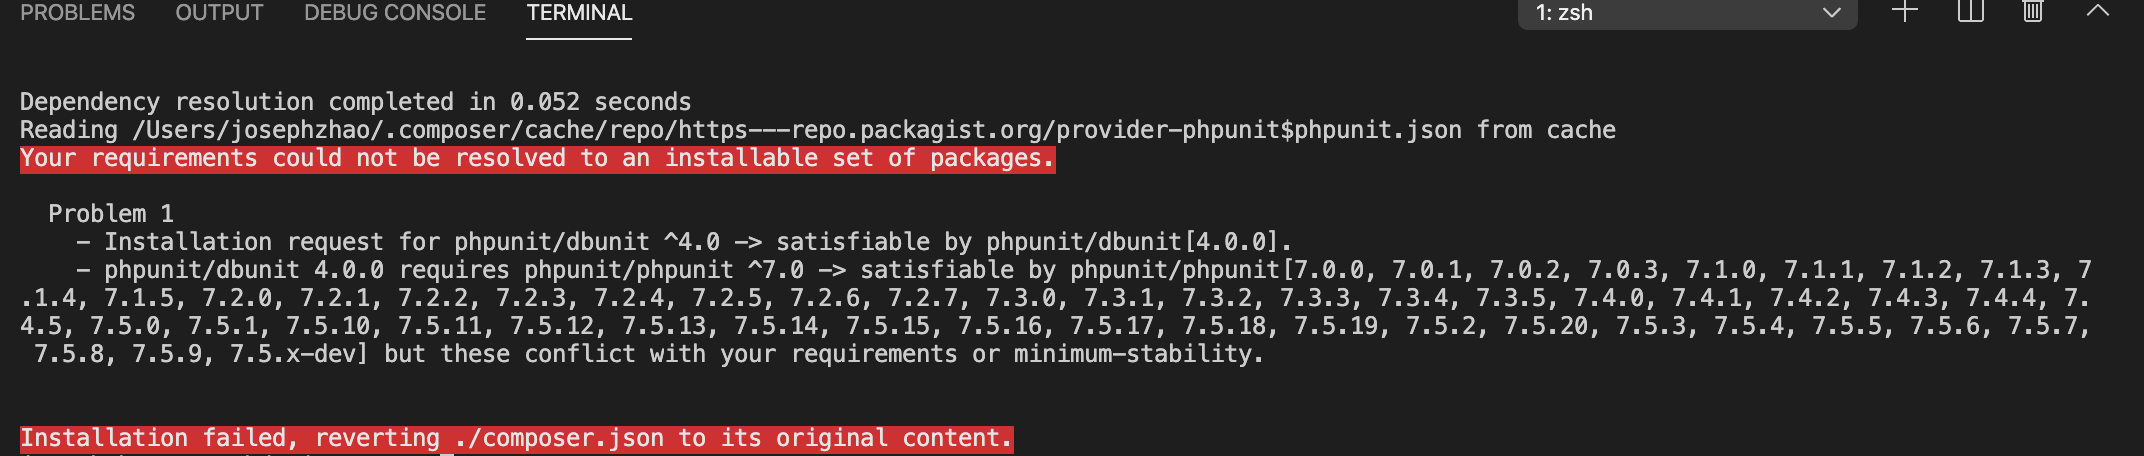 PROBLEMS OUTPUT DEBUG CONSOLE TERMINAL 1: zsh
Dependency resolution completed in 0.052 seconds
Reading /Users/josephzhao/.composer/cache/repo/https---repo.packagist.org/provider-phpunit$phpunit.json from cache
Your requirements could not be resolved to an installable set of packages.
Problem 1
- Installation request for phpunit/dbunit ^4.0 -> satisfiable by phpunit/dbunit[4.0.0].
- phpunit/dbunit 4.0.0 requires phpunit/phpunit ^7.0 -> satisfiable by phpunit/phpunit[7.0.0, 7.0.1, 7.0.2, 7.0.3, 7.1.0, 7.1.1, 7.1.2, 7.1.3, 7
.1.4, 7.1.5, 7.2.0, 7.2.1, 7.2.2, 7.2.3, 7.2.4, 7.2.5, 7.2.6, 7.2.7, 7.3.0, 7.3.1, 7.3.2, 7.3.3, 7.3.4, 7.3.5, 7.4.0, 7.4.1, 7.4.2, 7.4.3, 7.4.4, 7.
4.5, 7.5.0, 7.5.1, 7.5.10, 7.5.11, 7.5.12, 7.5.13, 7.5.14, 7.5.15, 7.5.16, 7.5.17, 7.5.18, 7.5.19, 7.5.2, 7.5.20, 7.5.3, 7.5.4, 7.5.5, 7.5.6, 7.5.7,
7.5.8, 7.5.9, 7.5.x-dev] but these conflict with your requirements or minimum-stability.
Installation failed, reverting ./composer.json to its original content.